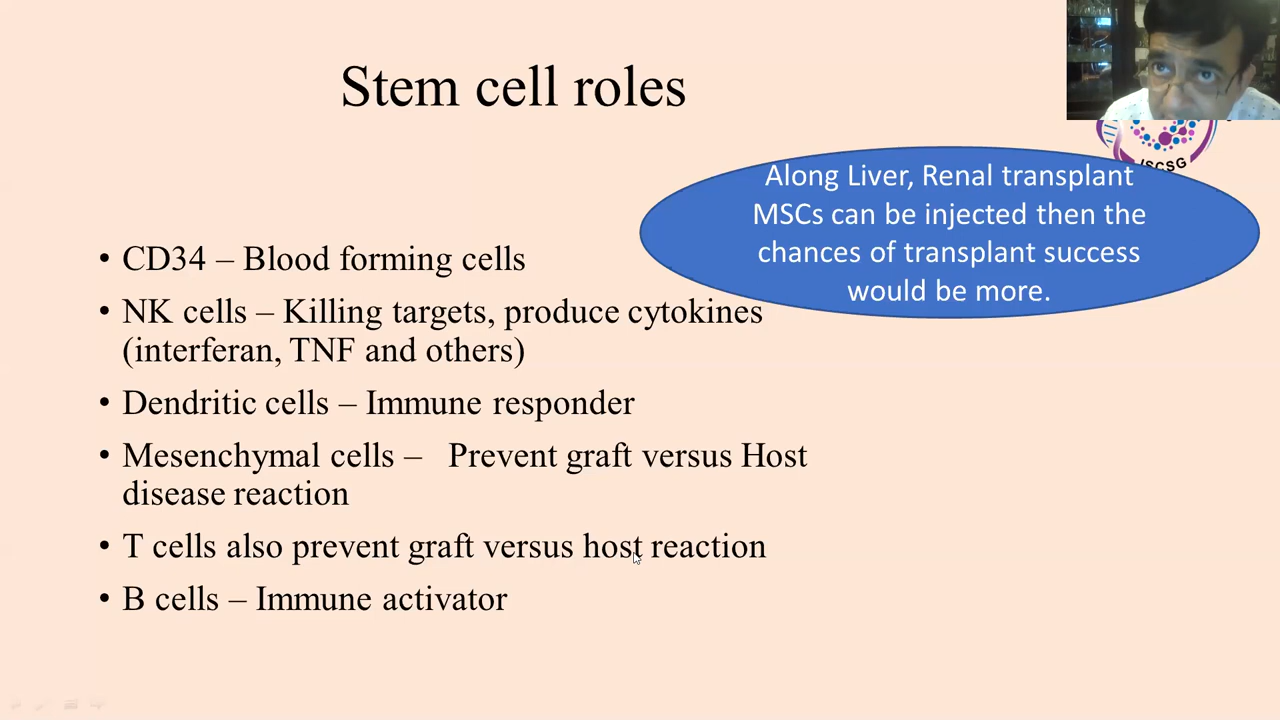 Stem cell roles
ISCSG
Along Liver, Renal transplant
MSCs can be injected then the
chances of transplant success
would be more.
• CD34 – Blood forming cells
• NK cells – Killing targets, produce cytokines
(interferan, TNF and others)
• Dendritic cells – Immune responder
• Mesenchymal cells – Prevent graft versus Host
disease reaction
• T cells also prevent graft versus host reaction
• B cells – Immune activator